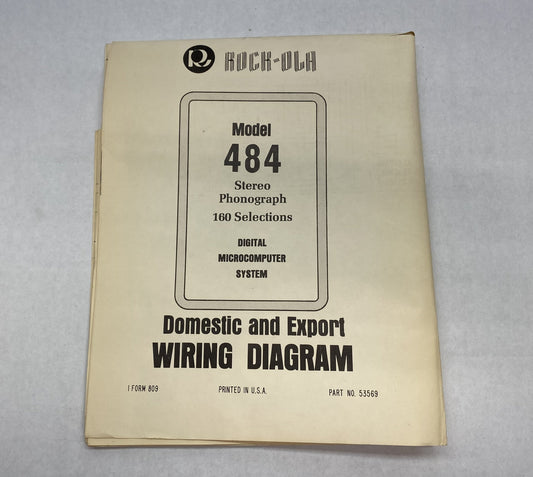 R
ROCK-OLA
Model
484
Stereo
Phonograph
160 Selections
DIGITAL
MICROCOMPUTER
SYSTEM
Domestic and Export
WIRING DIAGRAM
1 FORM 809 PRINTED IN U.S.A. PART NO. 53569